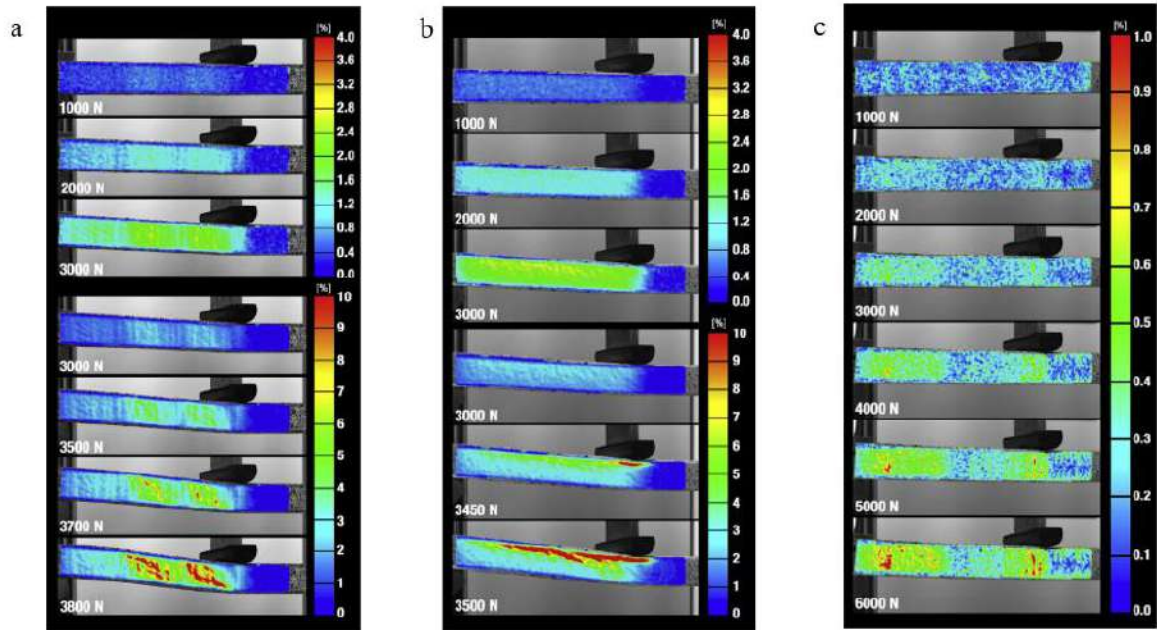 a
[%]
4.0
3.6
3.2
2.8
2.4
2.0
1.6
1.2
0.8
0.4
0.0
1000 N
2000 N
3000 N
[%]
10
9
8
7
6
5
4
3
2
1
0
3000 N
3500 N
3700 N
3800 N
b
[%]
4.0
3.6
3.2
2.8
2.4
2.0
1.6
1.2
0.8
0.4
0.0
1000 N
2000 N
3000 N
[%]
10
9
8
7
6
5
4
3
2
1
0
3000 N
3450 N
3500 N
c
[%]
1.0
0.9
0.8
0.7
0.6
0.5
0.4
0.3
0.2
0.1
0.0
1000 N
2000 N
3000 N
4000 N
5000 N
6000 N